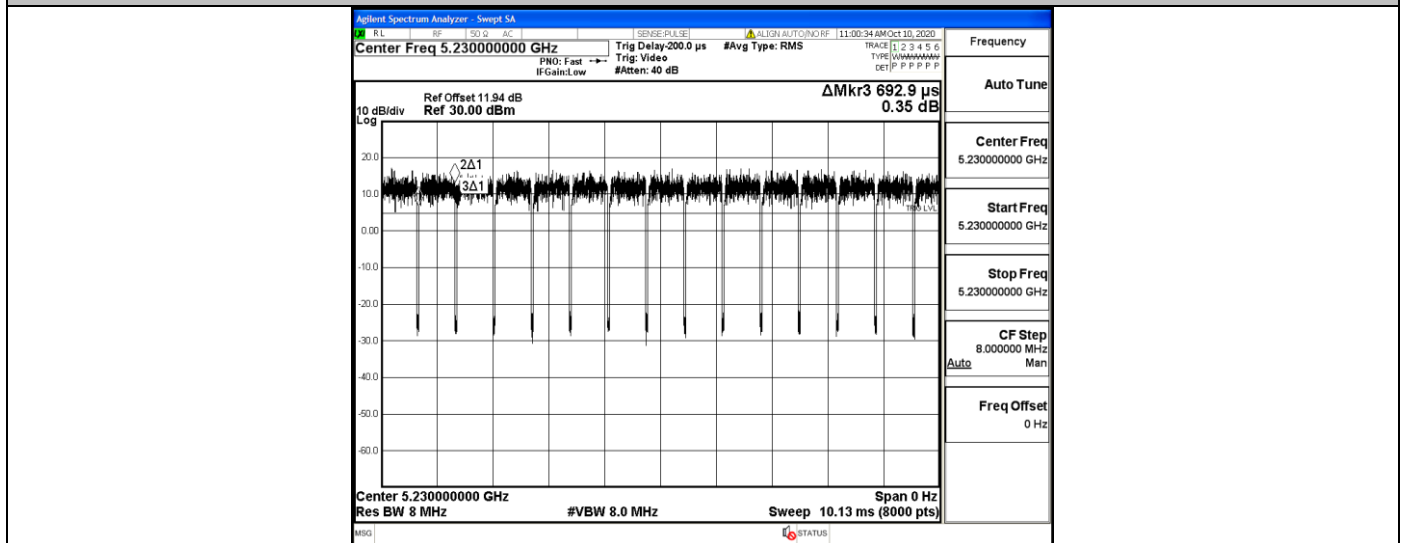 Agilent Spectrum Analyzer - Swept SA
LXI RL RF 50 Ω AC SENSE:PULSE ALIGN AUTO/NO RF 11:00:34 AM Oct 10, 2020
Center Freq 5.230000000 GHz
PNO: Fast
IFGain:Low
Trig Delay-200.0 µs
Trig: Video
#Atten: 40 dB
#Avg Type: RMS
TRACE 1 2 3 4 5 6
TYPE
DET P P P P P P
ΔMkr3 692.9 µs
0.35 dB
Ref Offset 11.94 dB
10 dB/div Ref 30.00 dBm
Log
20.0
10.0
0.00
-10.0
-20.0
-30.0
-40.0
-50.0
-60.0
2Δ1
3Δ1
TRIG LVL
Center 5.230000000 GHz
Span 0 Hz
Res BW 8 MHz
#VBW 8.0 MHz
Sweep 10.13 ms (8000 pts)
MSG
STATUS
Frequency
Auto Tune
Center Freq
5.230000000 GHz
Start Freq
5.230000000 GHz
Stop Freq
5.230000000 GHz
CF Step
8.000000 MHz
Auto Man
Freq Offset
0 Hz